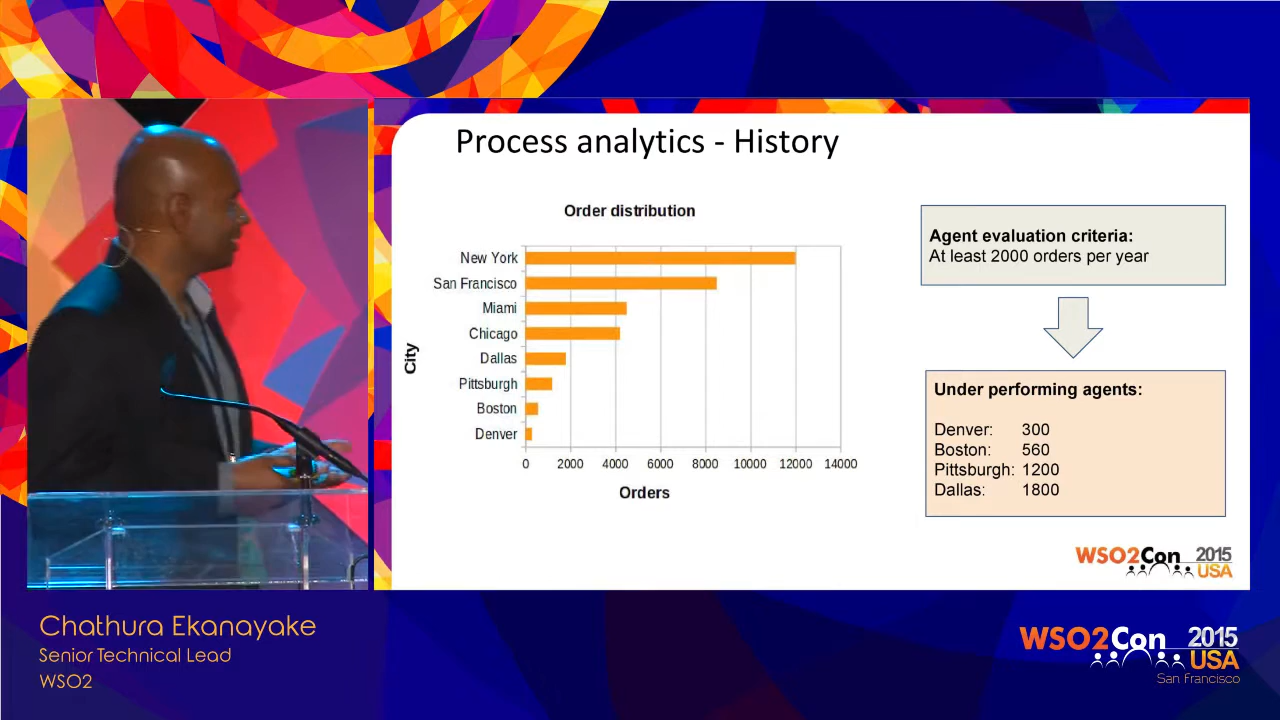 Process analytics - History
Order distribution
City
New York
San Francisco
Miami
Chicago
Dallas
Pittsburgh
Boston
Denver
0 2000 4000 6000 8000 10000 12000 14000
Orders
Agent evaluation criteria:
At least 2000 orders per year
Under performing agents:
Denver: 300
Boston: 560
Pittsburgh: 1200
Dallas: 1800
WSO2Con 2015
USA
Chathura Ekanayake
Senior Technical Lead
WSO2
WSO2Con 2015
USA
San Francisco